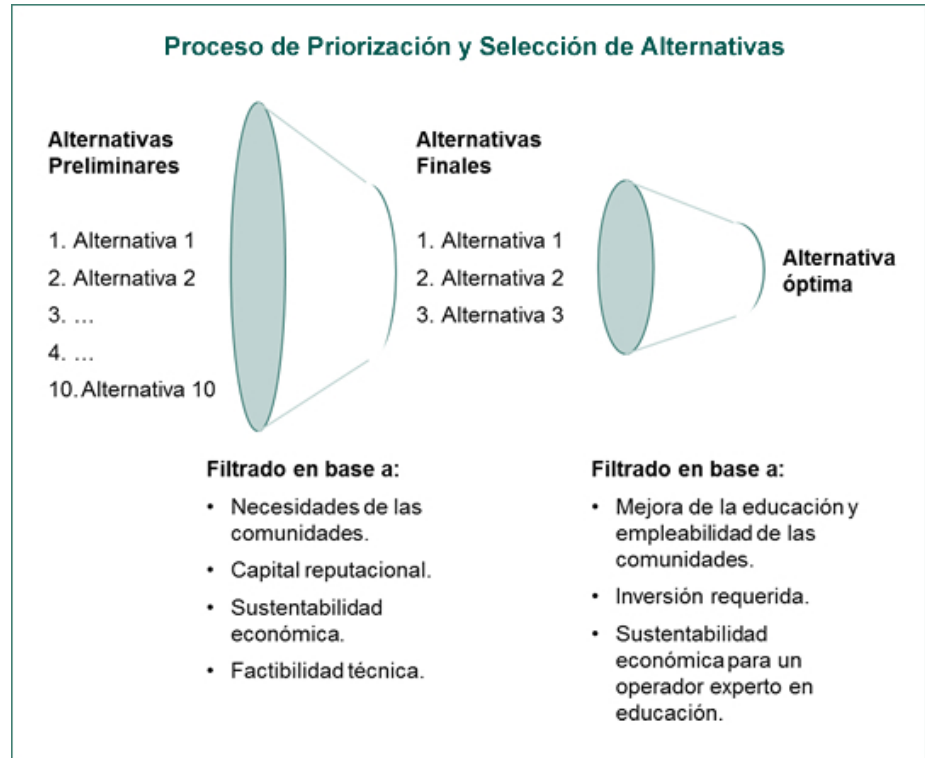 Proceso de Priorización y Selección de Alternativas
Alternativas
Preliminares
1. Alternativa 1
2. Alternativa 2
3. ...
4. ...
10. Alternativa 10
Filtrado en base a:
• Necesidades de las
comunidades.
• Capital reputacional.
• Sustentabilidad
económica.
• Factibilidad técnica.
Alternativas
Finales
1. Alternativa 1
2. Alternativa 2
3. Alternativa 3
Filtrado en base a:
• Mejora de la educación y
empleabilidad de las
comunidades.
• Inversión requerida.
• Sustentabilidad
económica para un
operador experto en
educación.
Alternativa
óptima